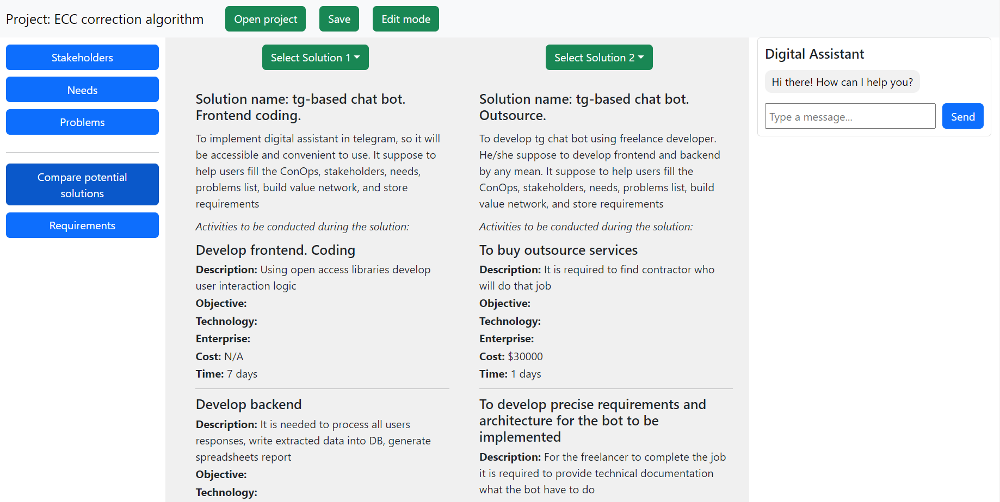 Project: ECC correction algorithm
Open project
Save
Edit mode
Stakeholders
Needs
Problems
Compare potential
solutions
Requirements
Select Solution 1
Solution name: tg-based chat bot.
Frontend coding.
To implement digital assistant in telegram, so it will
be accessible and convenient to use. It suppose to
help users fill the ConOps, stakeholders, needs,
problems list, build value network, and store
requirements
Activities to be conducted during the solution:
Develop frontend. Coding
Description: Using open access libraries develop
user interaction logic
Objective:
Technology:
Enterprise:
Cost: N/A
Time: 7 days
Develop backend
Description: It is needed to process all users
responses, write extracted data into DB, generate
spreadsheets report
Objective:
Technology:
Select Solution 2
Solution name: tg-based chat bot.
Outsource.
To develop tg chat bot using freelance developer.
He/she suppose to develop frontend and backend
by any mean. It suppose to help users fill the
ConOps, stakeholders, needs, problems list, build
value network, and store requirements
Activities to be conducted during the solution:
To buy outsource services
Description: It is required to find contractor who
will do that job
Objective:
Technology:
Enterprise:
Cost: $30000
Time: 1 days
To develop precise requirements and
architecture for the bot to be
implemented
Description: For the freelancer to complete the job
it is required to provide technical documentation
what the bot have to do
Digital Assistant
Hi there! How can I help you?
Type a message...
Send